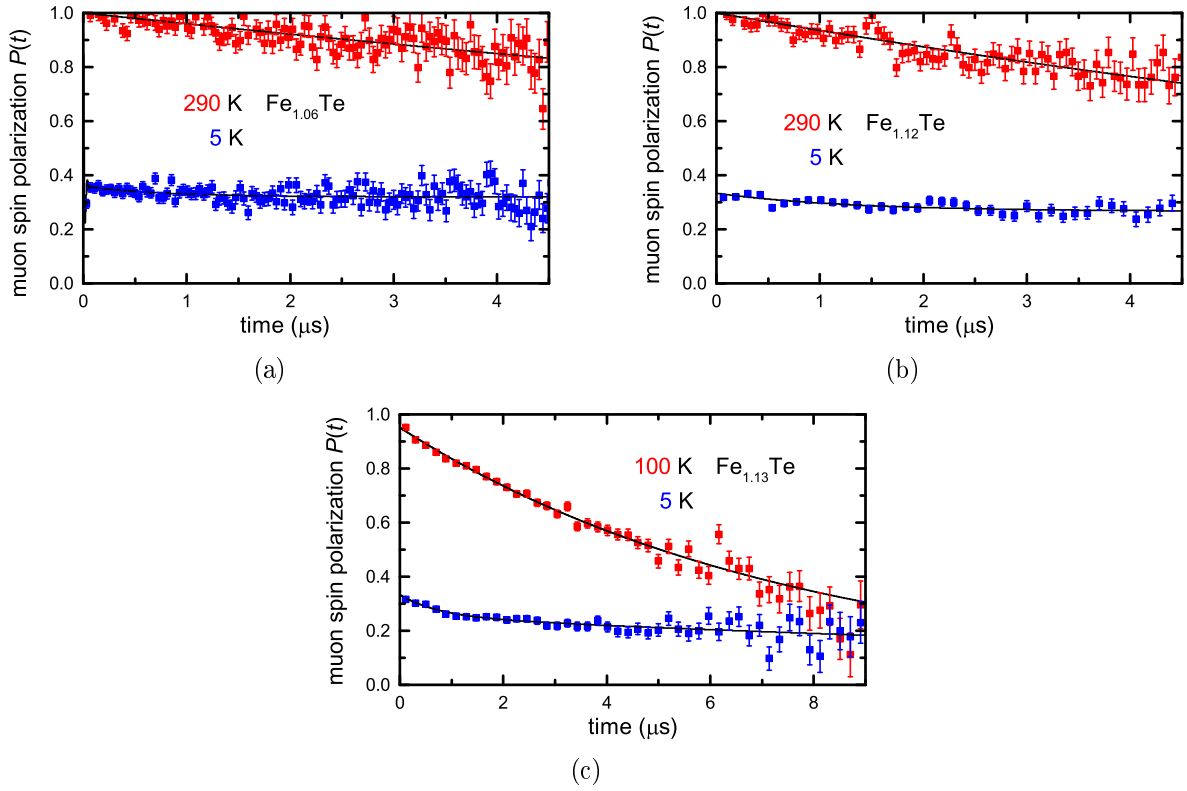 muon spin polarization P(t)
1.0
0.8
0.6
0.4
0.2
0.0
290 K Fe1.06Te
5 K
0 1 2 3 4
time (μs)
(a)
muon spin polarization P(t)
1.0
0.8
0.6
0.4
0.2
0.0
290 K Fe1.12Te
5 K
0 1 2 3 4
time (μs)
(b)
muon spin polarization P(t)
1.0
0.8
0.6
0.4
0.2
0.0
100 K Fe1.13Te
5 K
0 2 4 6 8
time (μs)
(c)